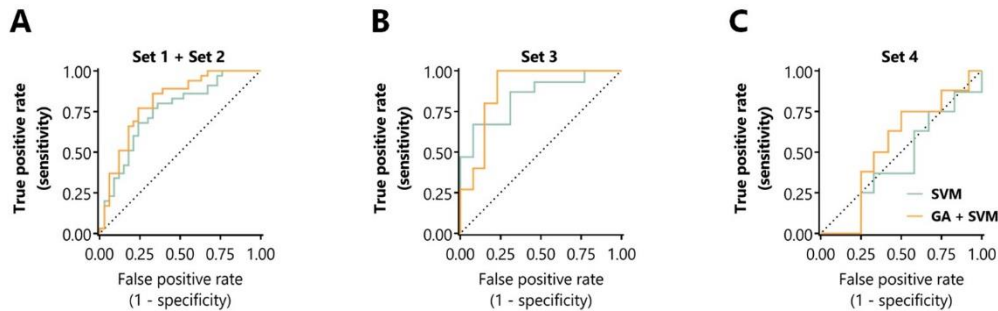 A
Set 1 + Set 2
True positive rate
(sensitivity)
1.00
0.75
0.50
0.25
0.00
0.00 0.25 0.50 0.75 1.00
False positive rate
(1 - specificity)
B
Set 3
True positive rate
(sensitivity)
1.00
0.75
0.50
0.25
0.00
0.00 0.25 0.50 0.75 1.00
False positive rate
(1 - specificity)
C
Set 4
True positive rate
(sensitivity)
1.00
0.75
0.50
0.25
0.00
SVM
GA + SVM
0.00 0.25 0.50 0.75 1.00
False positive rate
(1 - specificity)